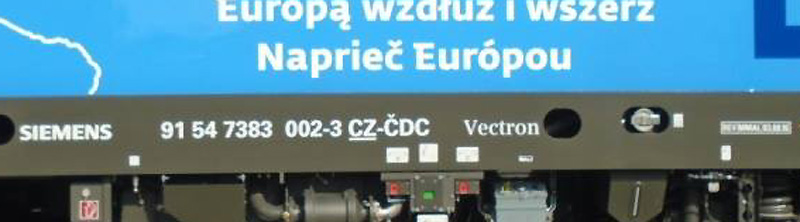 Europą wzdłuż i wszerz
Naprieč Európou
SIEMENS 91 54 7383 002-3 CZ-ČDC Vectron